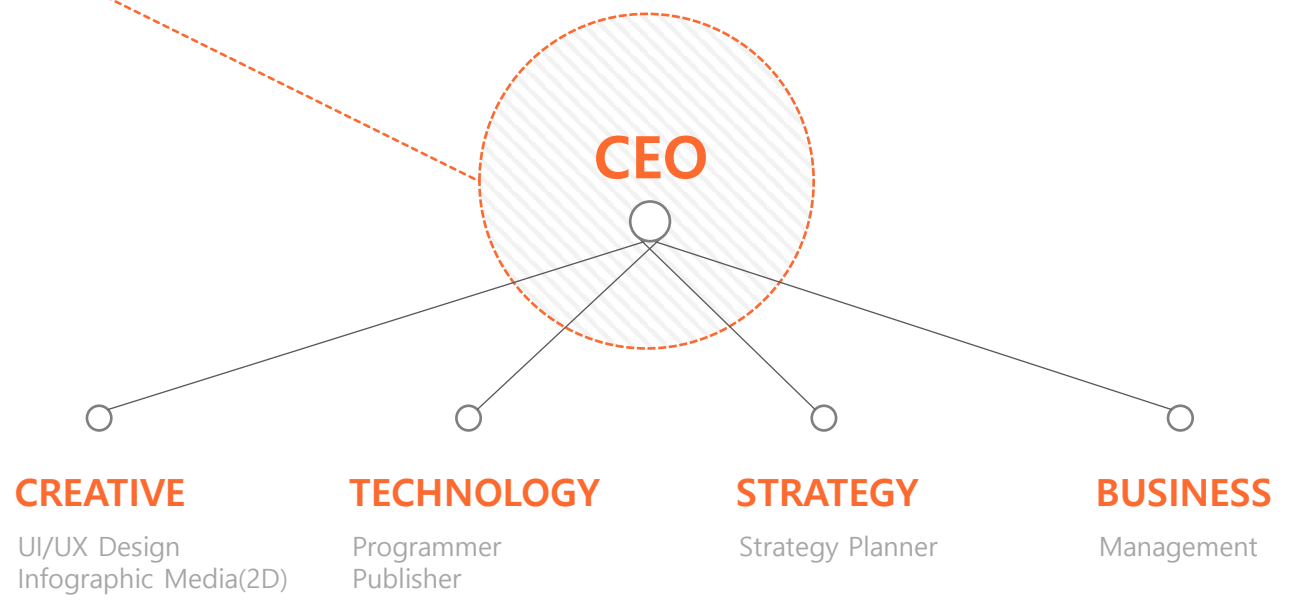 CEO
CREATIVE
UI/UX Design
Infographic Media(2D)
TECHNOLOGY
Programmer
Publisher
STRATEGY
Strategy Planner
BUSINESS
Management